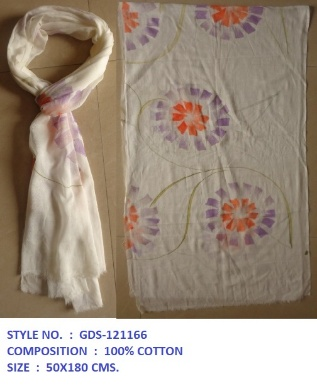 STYLE NO. : GDS-121166
COMPOSITION : 100% COTTON
SIZE : 50X180 CMS.